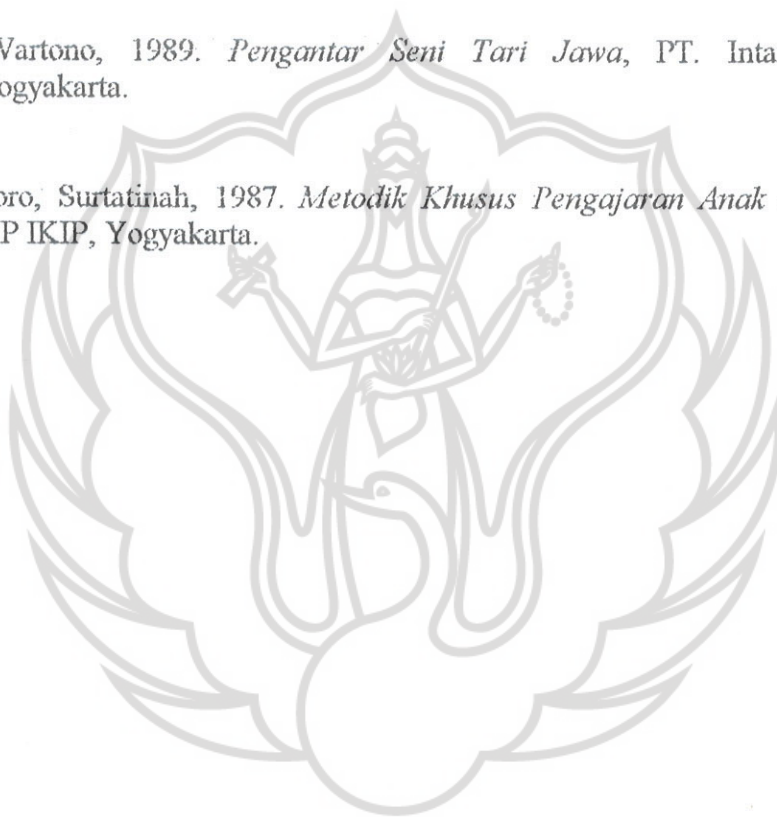 Wartono, 1989. Pengantar Seni Tari Jawa, PT. Inta
ogyakarta.
oro, Surtatinah, 1987. Metodik Khusus Pengajaran Anak
P IKIP, Yogyakarta.